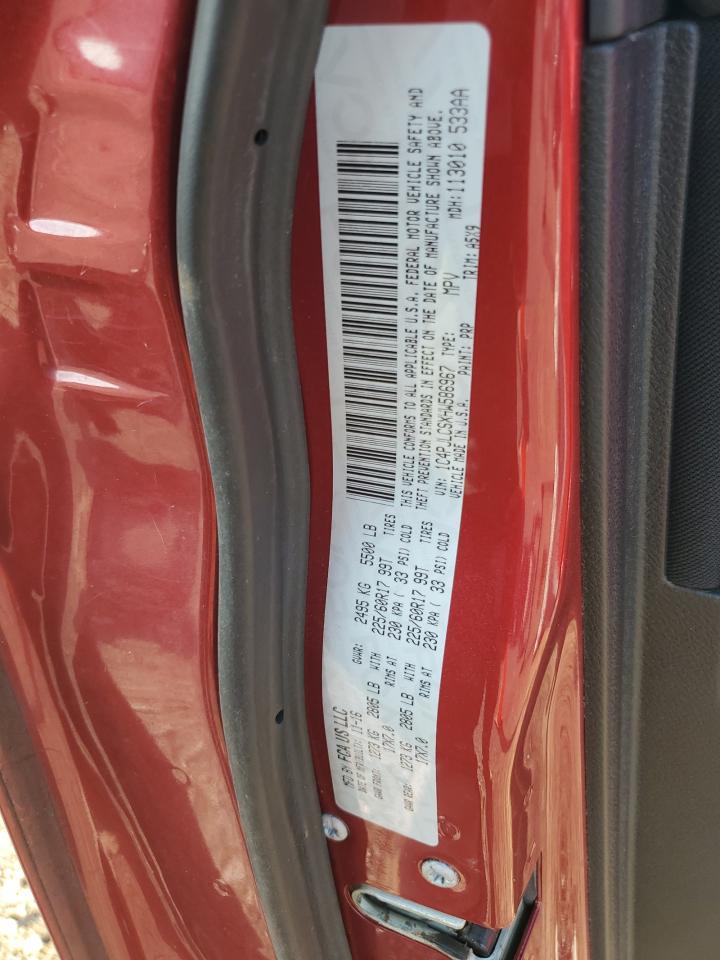 MFD BY FCA US LLC
DATE OF MFR (BUILT): 11-16
GVWR: 2495 KG 5500 LB
GAWR FRONT: 1273 KG 2805 LB WITH 225/60R17 99T TIRES
17X7.0 RIMS AT 230 KPA ( 33 PSI) COLD
GAWR REAR: 1273 KG 2805 LB WITH 225/60R17 99T TIRES
17X7.0 RIMS AT 230 KPA ( 33 PSI) COLD
THIS VEHICLE CONFORMS TO ALL APPLICABLE U.S.A. FEDERAL MOTOR VEHICLE SAFETY AND
THEFT PREVENTION STANDARDS IN EFFECT ON THE DATE OF MANUFACTURE SHOWN ABOVE.
VIN: 1C4PJLCSXHW586967 TYPE: MPV MDH: 113010 533AA
VEHICLE MADE IN U.S.A. PAINT: PRP TRIM: A5X9